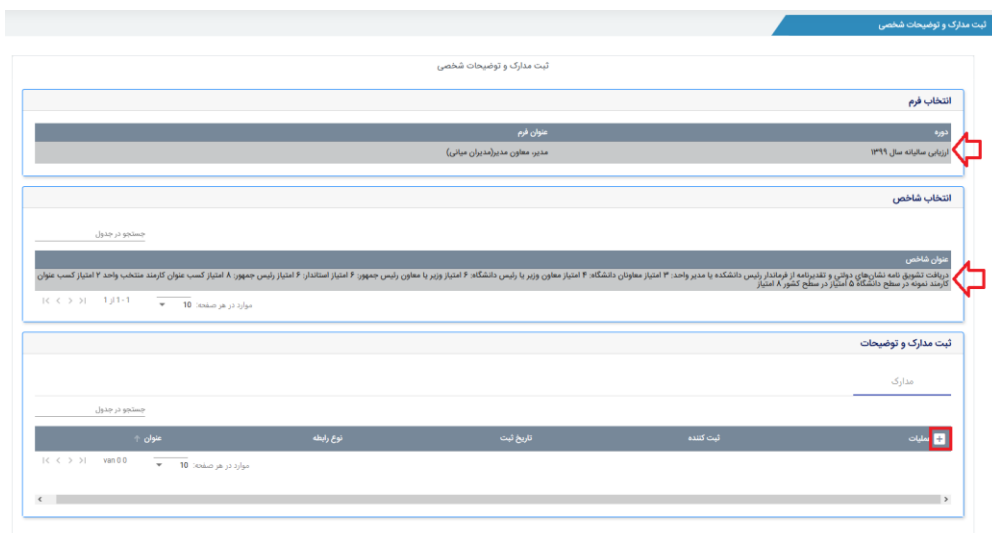 ثبت مدارک و توضیحات شخصی
ثبت مدارک و توضیحات شخصی
انتخاب فرم
دوره عنوان فرم
ارزیابی سالیانه سال ۱۳۹۹ مدیر، معاون مدیر(مدیران میانی)
انتخاب شاخص
جستجو در جدول
عنوان شاخص
دریافت تشویق نامه نشان‌های دولتی و تقدیرنامه از فرماندار رئیس دانشکده یا مدیر واحد: ۳ امتیاز معاونان دانشگاه: ۴ امتیاز معاون وزیر یا رئیس دانشگاه: ۶ امتیاز وزیر یا معاون رئیس جمهور: ۶ امتیاز استاندار: ۶ امتیاز رئیس جمهور: ۸ امتیاز کسب عنوان کارمند منتخب واحد ۲ امتیاز کسب عنوان
کارمند نمونه در سطح دانشگاه ۵ امتیاز در سطح کشور ۸ امتیاز
موارد در هر صفحه: 10 1 - 1 از 1
ثبت مدارک و توضیحات
مدارک
جستجو در جدول
عملیات ثبت کننده تاریخ ثبت نوع رابطه عنوان
موارد در هر صفحه: 10 0 van 0